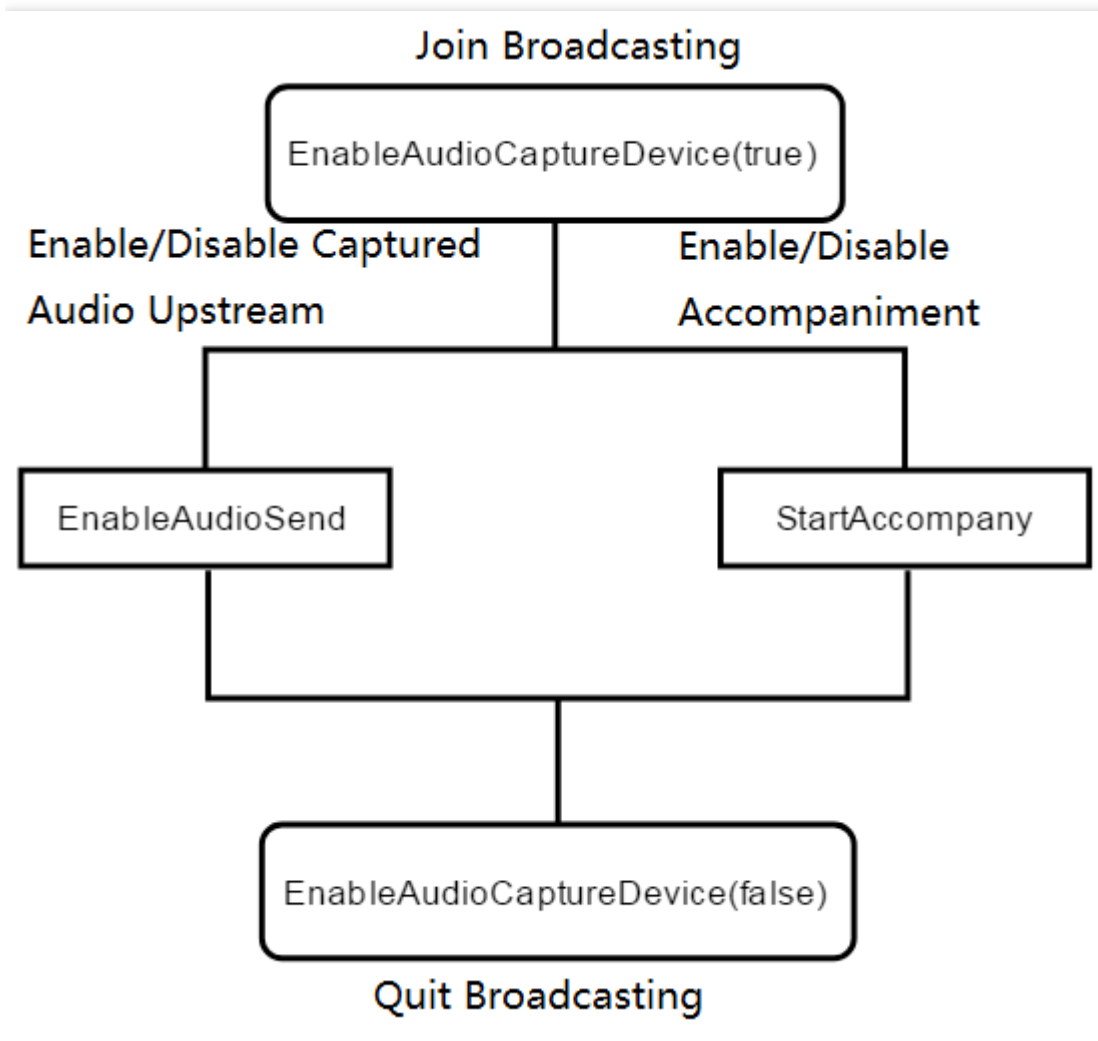 Join Broadcasting
EnableAudioCaptureDevice(true)
Enable/Disable Captured
Audio Upstream
Enable/Disable
Accompaniment
EnableAudioSend
StartAccompany
EnableAudioCaptureDevice(false)
Quit Broadcasting